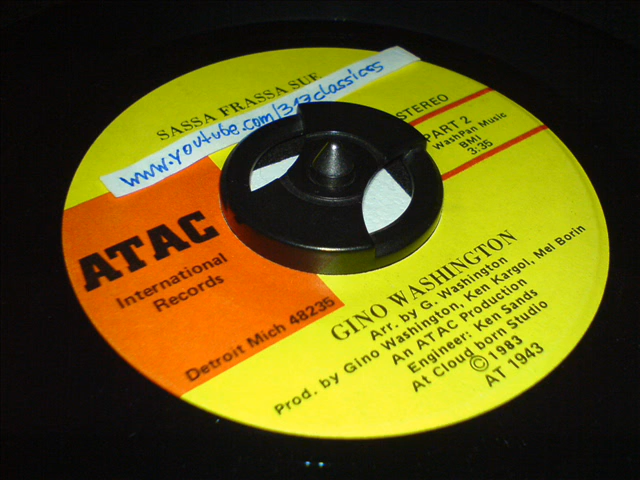 SASSA FRASSA SUE
www.youtube.com/317classics
STEREO
PART 2
WashPan Music
BMI
3:35
ATAC
International
Records
Detroit Mich 48235
GINO WASHINGTON
Arr. by G. Washington
Prod. by Gino Washington, Ken Kargol, Mel Borin
An ATAC Production
Engineer: Ken Sands
At Cloud born Studio
© 1983
AT 1943